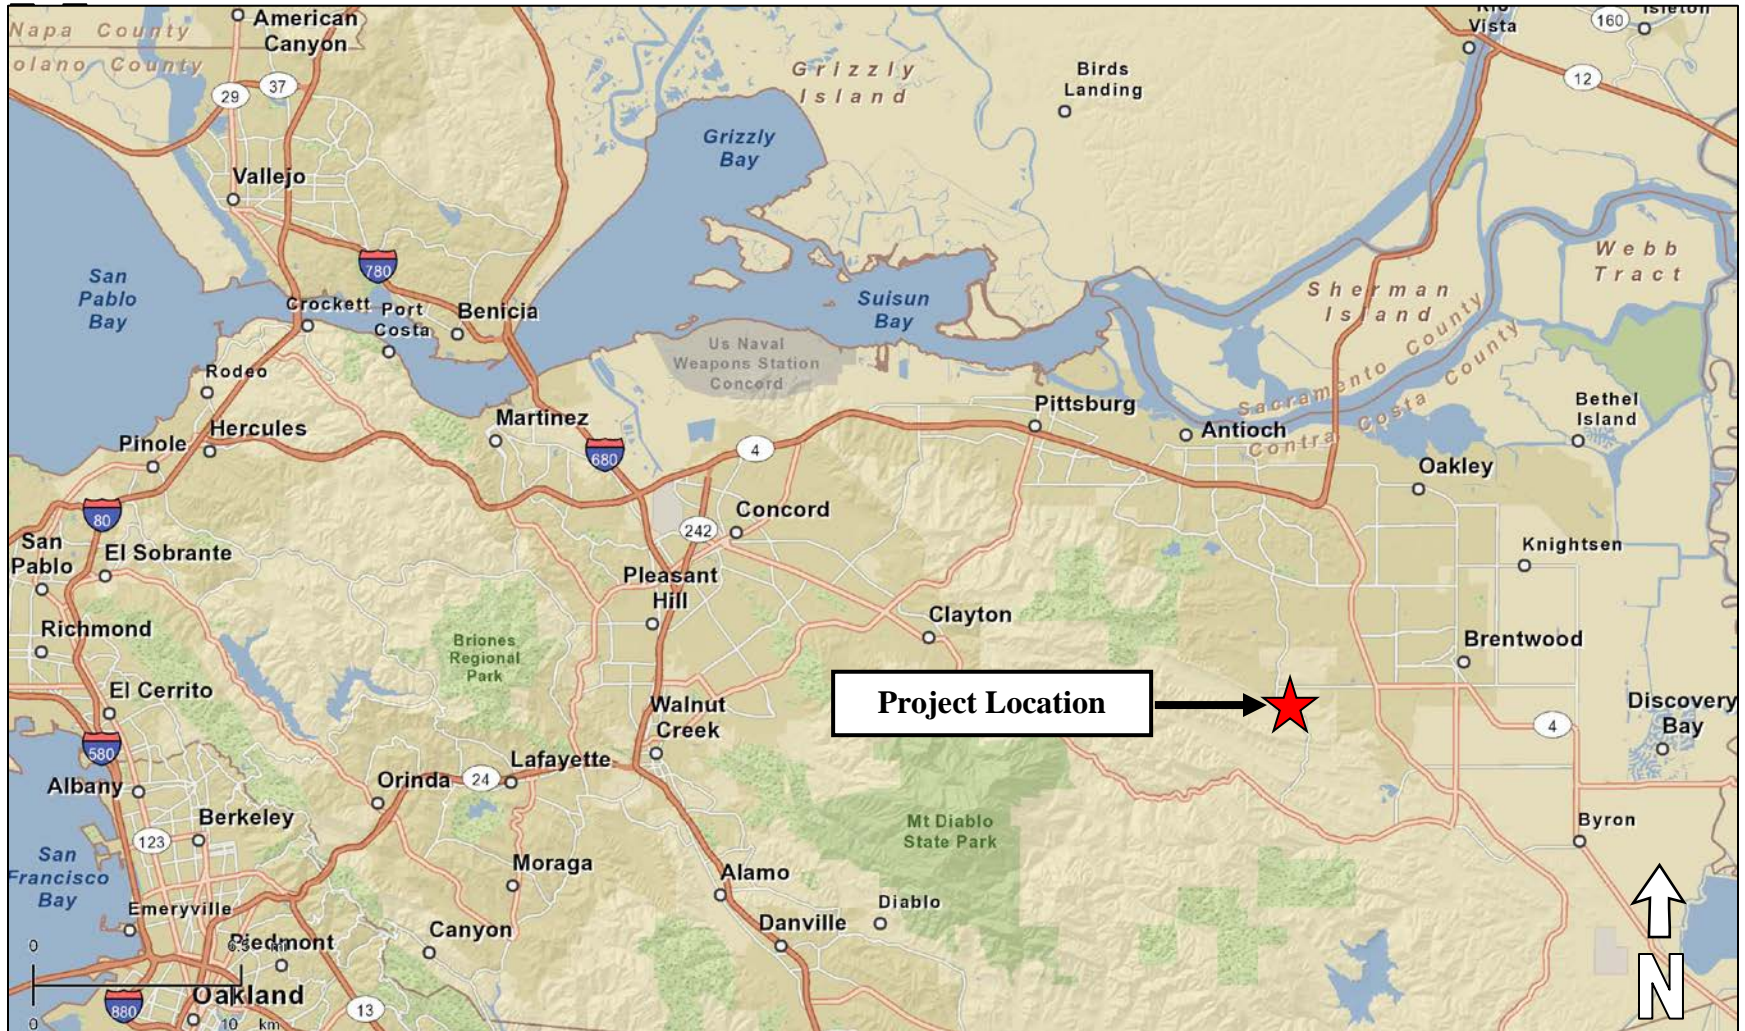 American
Canyon
Napa County
olano County
29
37
Vallejo
Grizzly
Island
Birds
Landing
Rio
Vista
160
Isleton
12
Grizzly
Bay
San
Pablo
Bay
780
Crockett
Port
Costa
Benicia
Suisun
Bay
Sherman
Island
Webb
Tract
Sacramento County
Contra Costa County
Us Naval
Weapons Station
Concord
Rodeo
Hercules
Pinole
Martinez
680
4
Pittsburg
Antioch
Bethel
Island
Oakley
80
San
Pablo
El Sobrante
242
Concord
Knightsen
Pleasant
Hill
Richmond
Briones
Regional
Park
Clayton
Brentwood
El Cerrito
Walnut
Creek
Project Location
Discovery
Bay
4
580
Albany
Orinda
24
Lafayette
Berkeley
123
Mt Diablo
State Park
Byron
San
Francisco
Bay
Moraga
Alamo
Diablo
Emeryville
Piedmont
Canyon
Danville
0
6.5 mi
Oakland
880
13
0
10 km
N